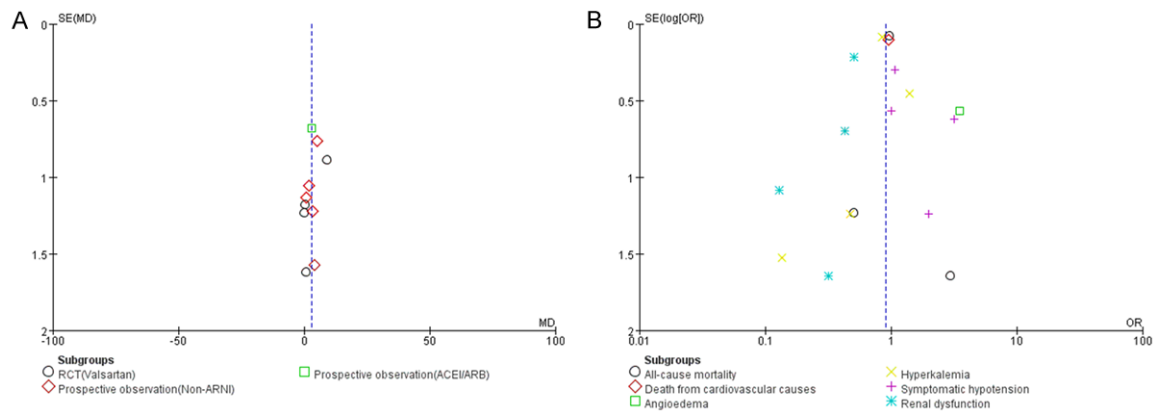 A
SE(MD)
0
0.5
1
1.5
2
-100
-50
0
50
100
MD
Subgroups
RCT(Valsartan)
Prospective observation(Non-ARNI)
Prospective observation(ACEI/ARB)
B
SE(log[OR])
0
0.5
1
1.5
2
0.01
0.1
1
10
100
OR
Subgroups
All-cause mortality
Death from cardiovascular causes
Angioedema
Hyperkalemia
Symptomatic hypotension
Renal dysfunction